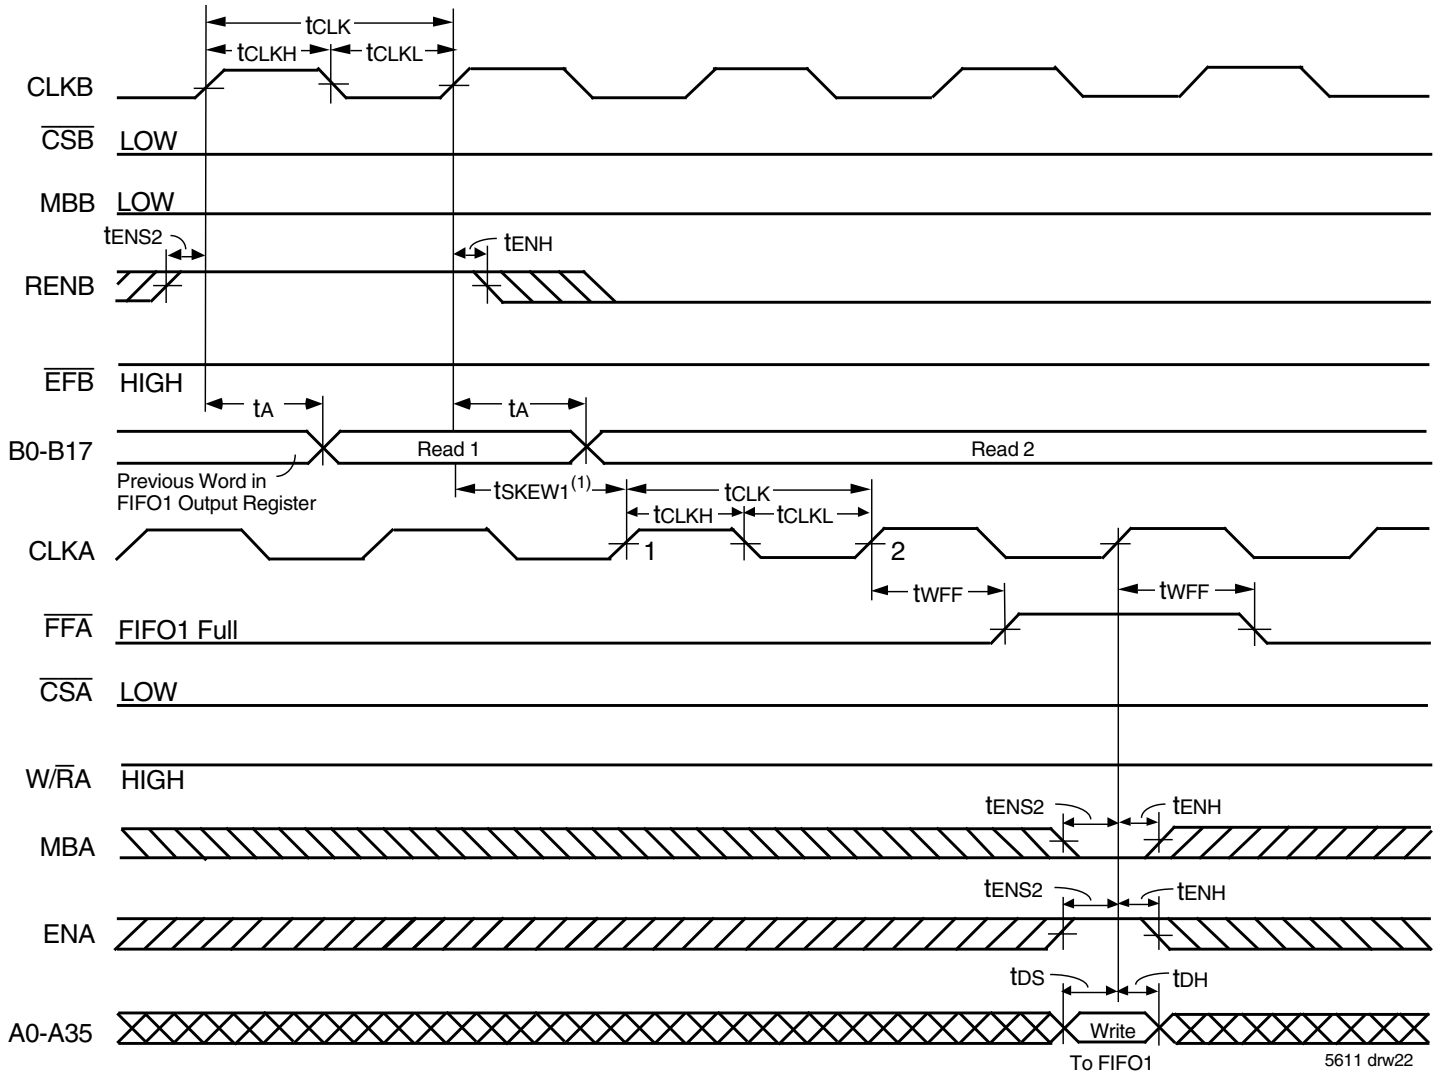 tCLK
tCLKH tCLKL
CLKB
CSB LOW
MBB LOW
tENS2 tENH
RENB
EFB HIGH
tA tA
B0-B17 Read 1 Read 2
Previous Word in
FIFO1 Output Register
tSKEW1(1) tCLK
tCLKH tCLKL
CLKA 1 2
tWFF tWFF
FFA FIFO1 Full
CSA LOW
W/RA HIGH
tENS2 tENH
MBA
tENS2 tENH
ENA
tDS tDH
A0-A35 Write
To FIFO1 5611 drw22